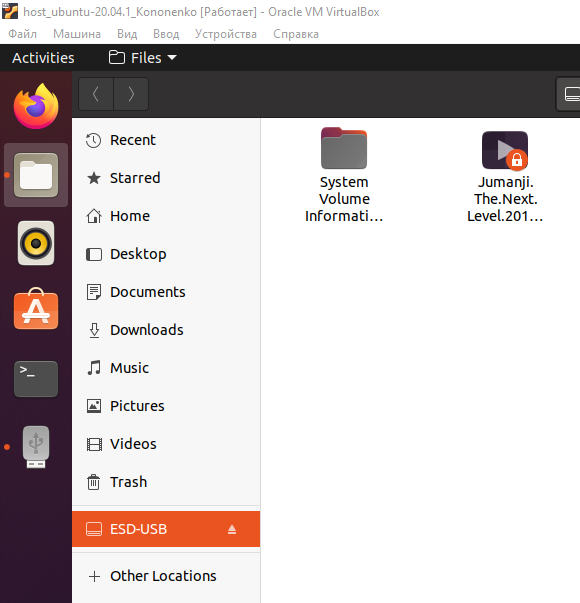 host_ubuntu-20.04.1_Kononenko [Работает] - Oracle VM VirtualBox
Файл Машина Вид Ввод Устройства Справка
Activities Files
Recent
Starred
Home
Desktop
Documents
Downloads
Music
Pictures
Videos
Trash
ESD-USB
Other Locations
System
Volume
Informati…
Jumanji.
The.Next.
Level.201…
>_